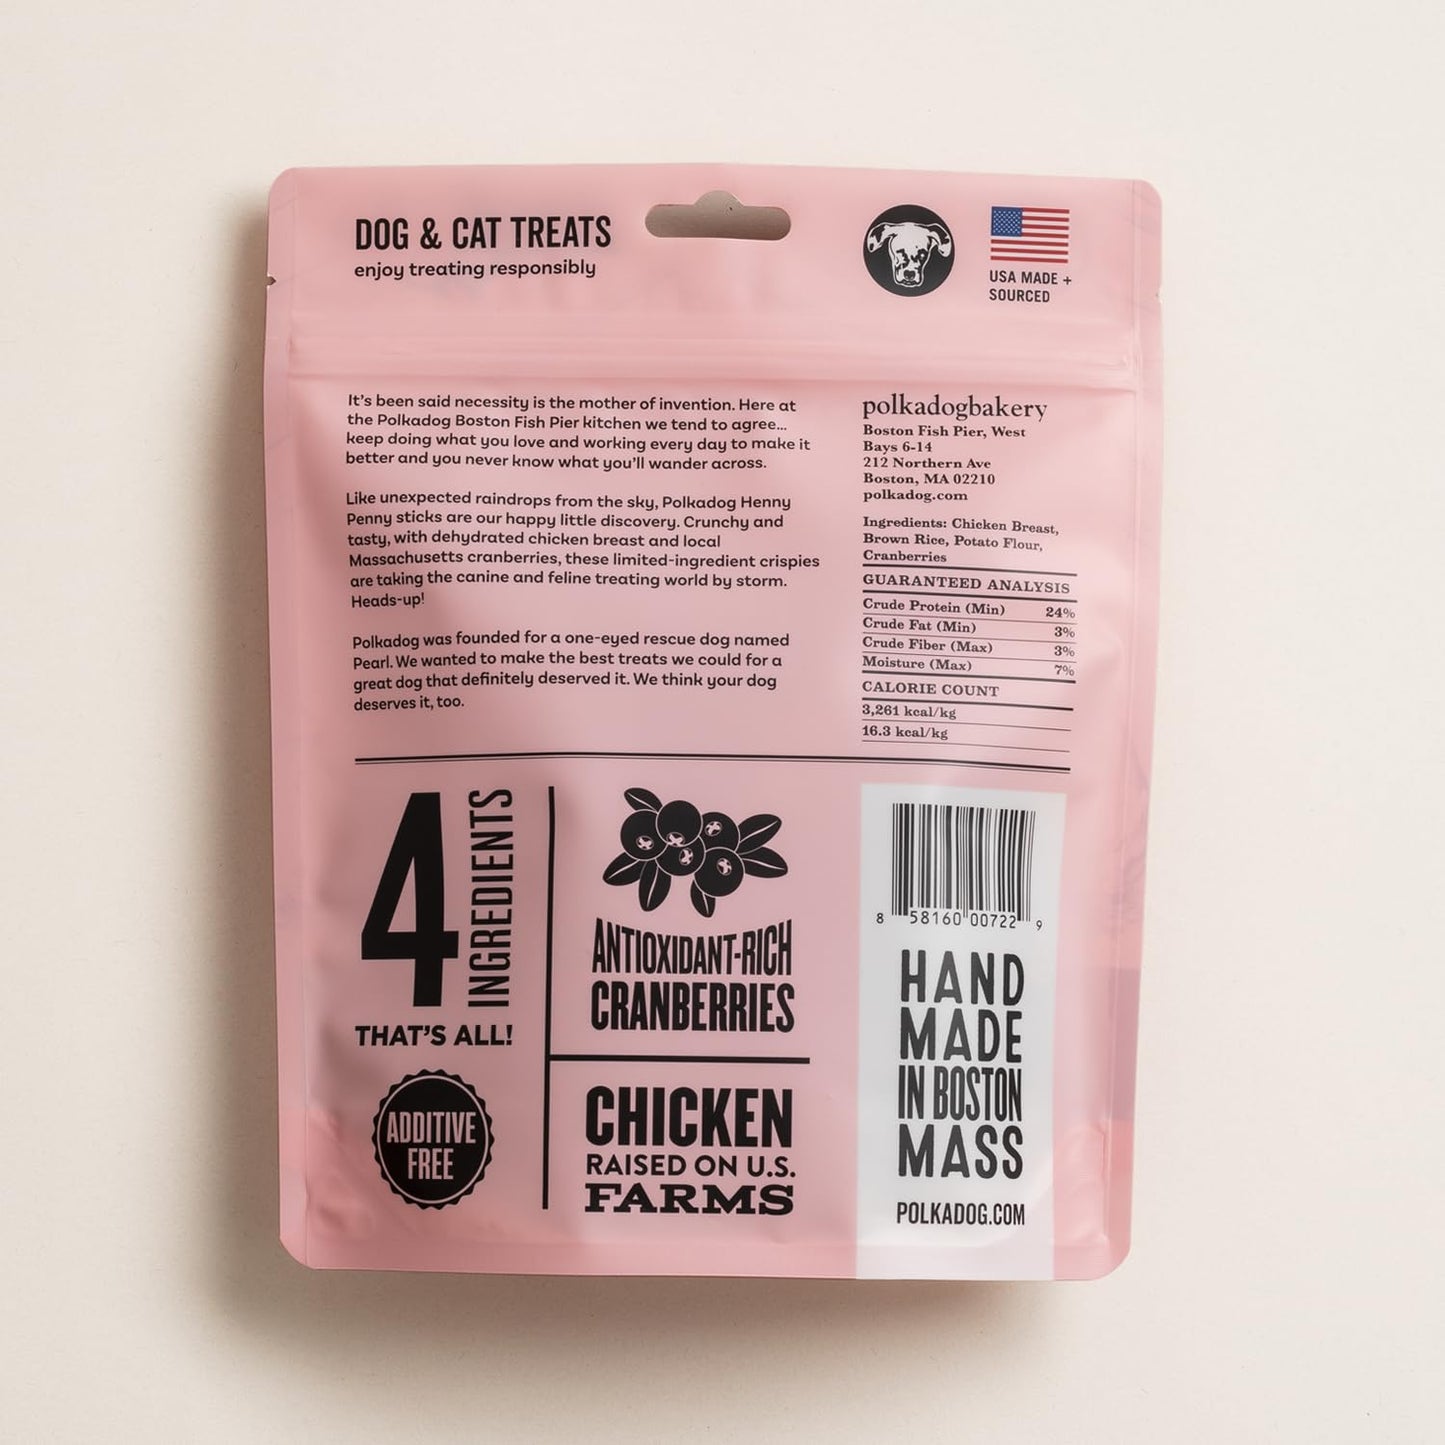 DOG & CAT TREATS
enjoy treating responsibly
USA MADE +
SOURCED
It's been said necessity is the mother of invention. Here at
the Polkadog Boston Fish Pier kitchen we tend to agree...
keep doing what you love and working every day to make it
better and you never know what you'll wander across.
Like unexpected raindrops from the sky, Polkadog Henny
Penny sticks are our happy little discovery. Crunchy and
tasty, with dehydrated chicken breast and local
Massachusetts cranberries, these limited-ingredient crispies
are taking the canine and feline treating world by storm.
Heads-up!
Polkadog was founded for a one-eyed rescue dog named
Pearl. We wanted to make the best treats we could for a
great dog that definitely deserved it. We think your dog
deserves it, too.
polkadogbakery
Boston Fish Pier, West
Bays 6-14
212 Northern Ave
Boston, MA 02210
polkadog.com
Ingredients: Chicken Breast,
Brown Rice, Potato Flour,
Cranberries
GUARANTEED ANALYSIS
Crude Protein (Min) 24%
Crude Fat (Min) 3%
Crude Fiber (Max) 3%
Moisture (Max) 7%
CALORIE COUNT
3,261 kcal/kg
16.3 kcal/kg
4 INGREDIENTS
THAT'S ALL!
ADDITIVE
FREE
ANTIOXIDANT-RICH
CRANBERRIES
CHICKEN
RAISED ON U.S.
FARMS
8 58160 00722 9
HAND
MADE
IN BOSTON
MASS
POLKADOG.COM